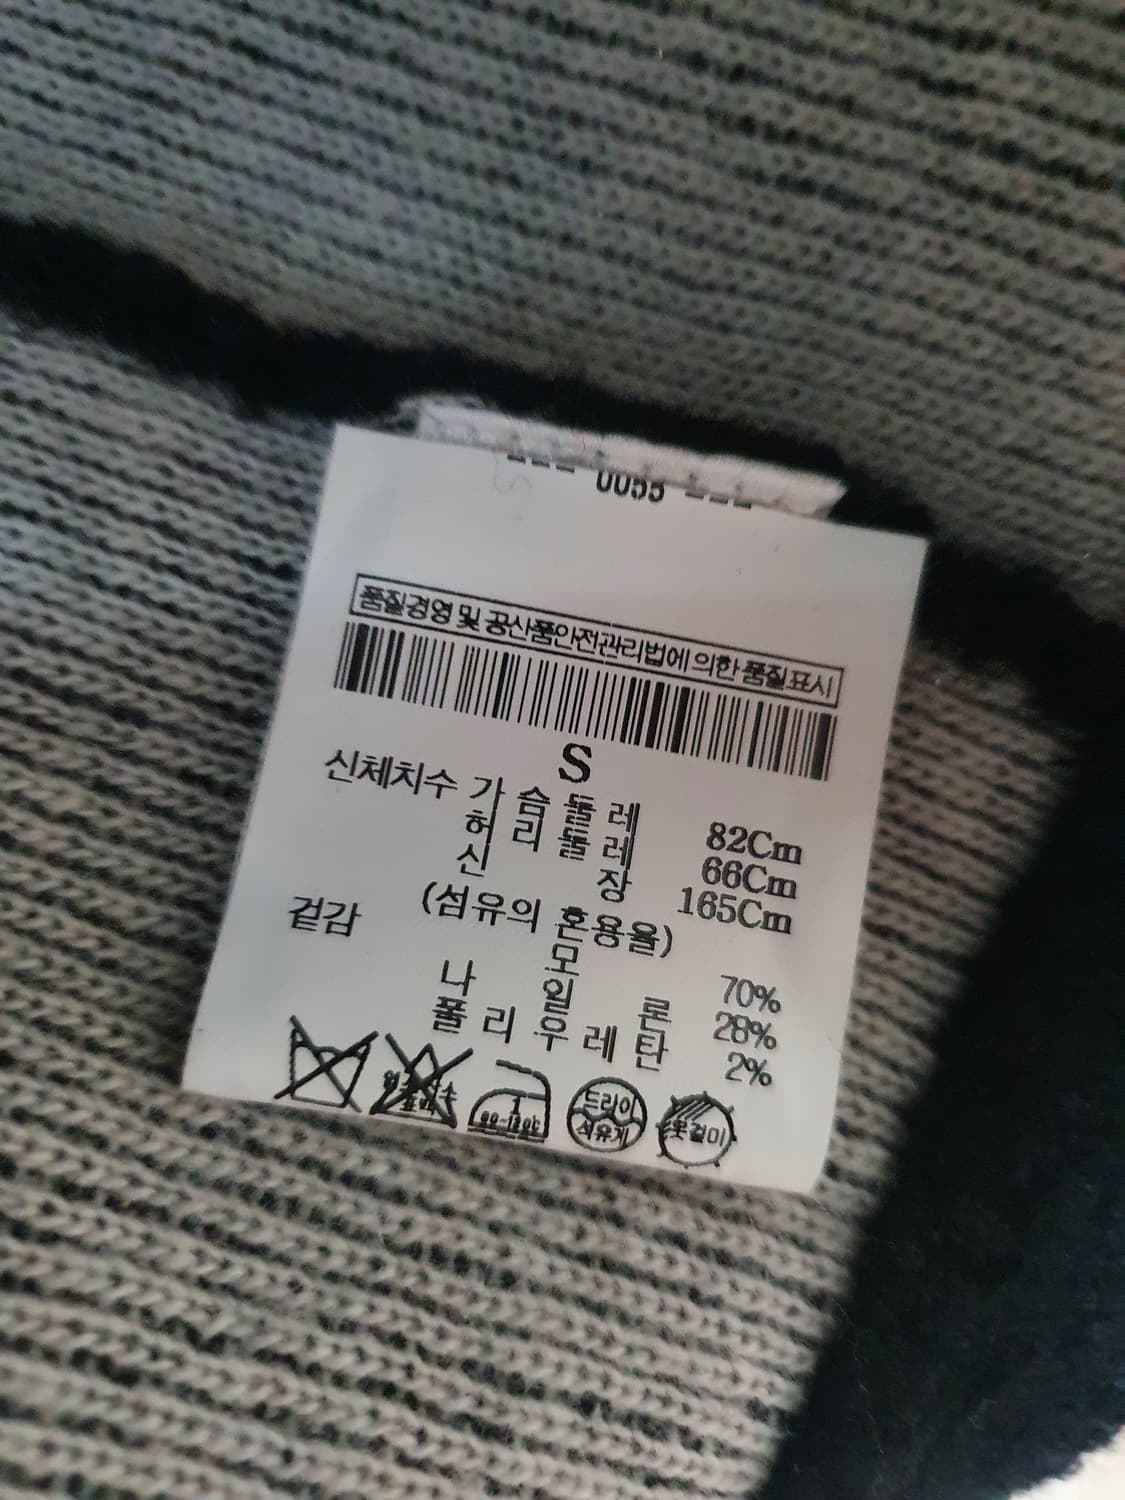 0055
품질경영 및 공산품안전관리법에 의한 품질표시
S
신체치수 가슴둘레 82Cm
허리둘레 66Cm
신장 165Cm
(섬유의 혼용율)
겉감 모 70%
나일론 28%
폴리우레탄 2%
드라이
석유계
옷걸이